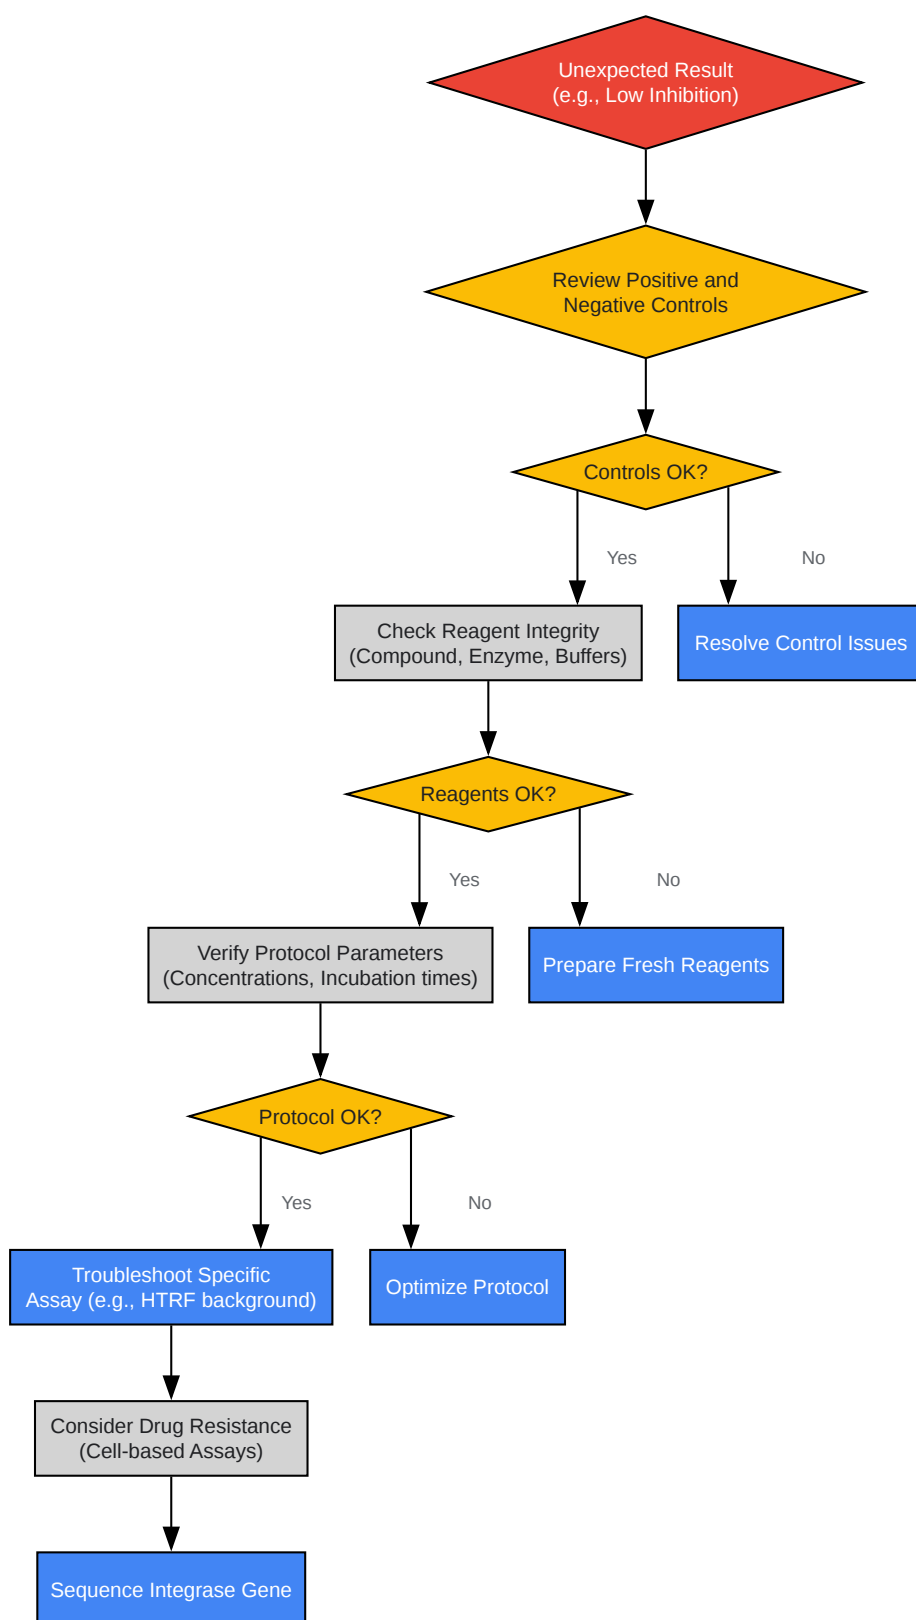 Unexpected Result
(e.g., Low Inhibition)
Review Positive and
Negative Controls
Controls OK?
Yes
No
Check Reagent Integrity
(Compound, Enzyme, Buffers)
Resolve Control Issues
Reagents OK?
Yes
No
Verify Protocol Parameters
(Concentrations, Incubation times)
Prepare Fresh Reagents
Protocol OK?
Yes
No
Troubleshoot Specific
Assay (e.g., HTRF background)
Optimize Protocol
Consider Drug Resistance
(Cell-based Assays)
Sequence Integrase Gene